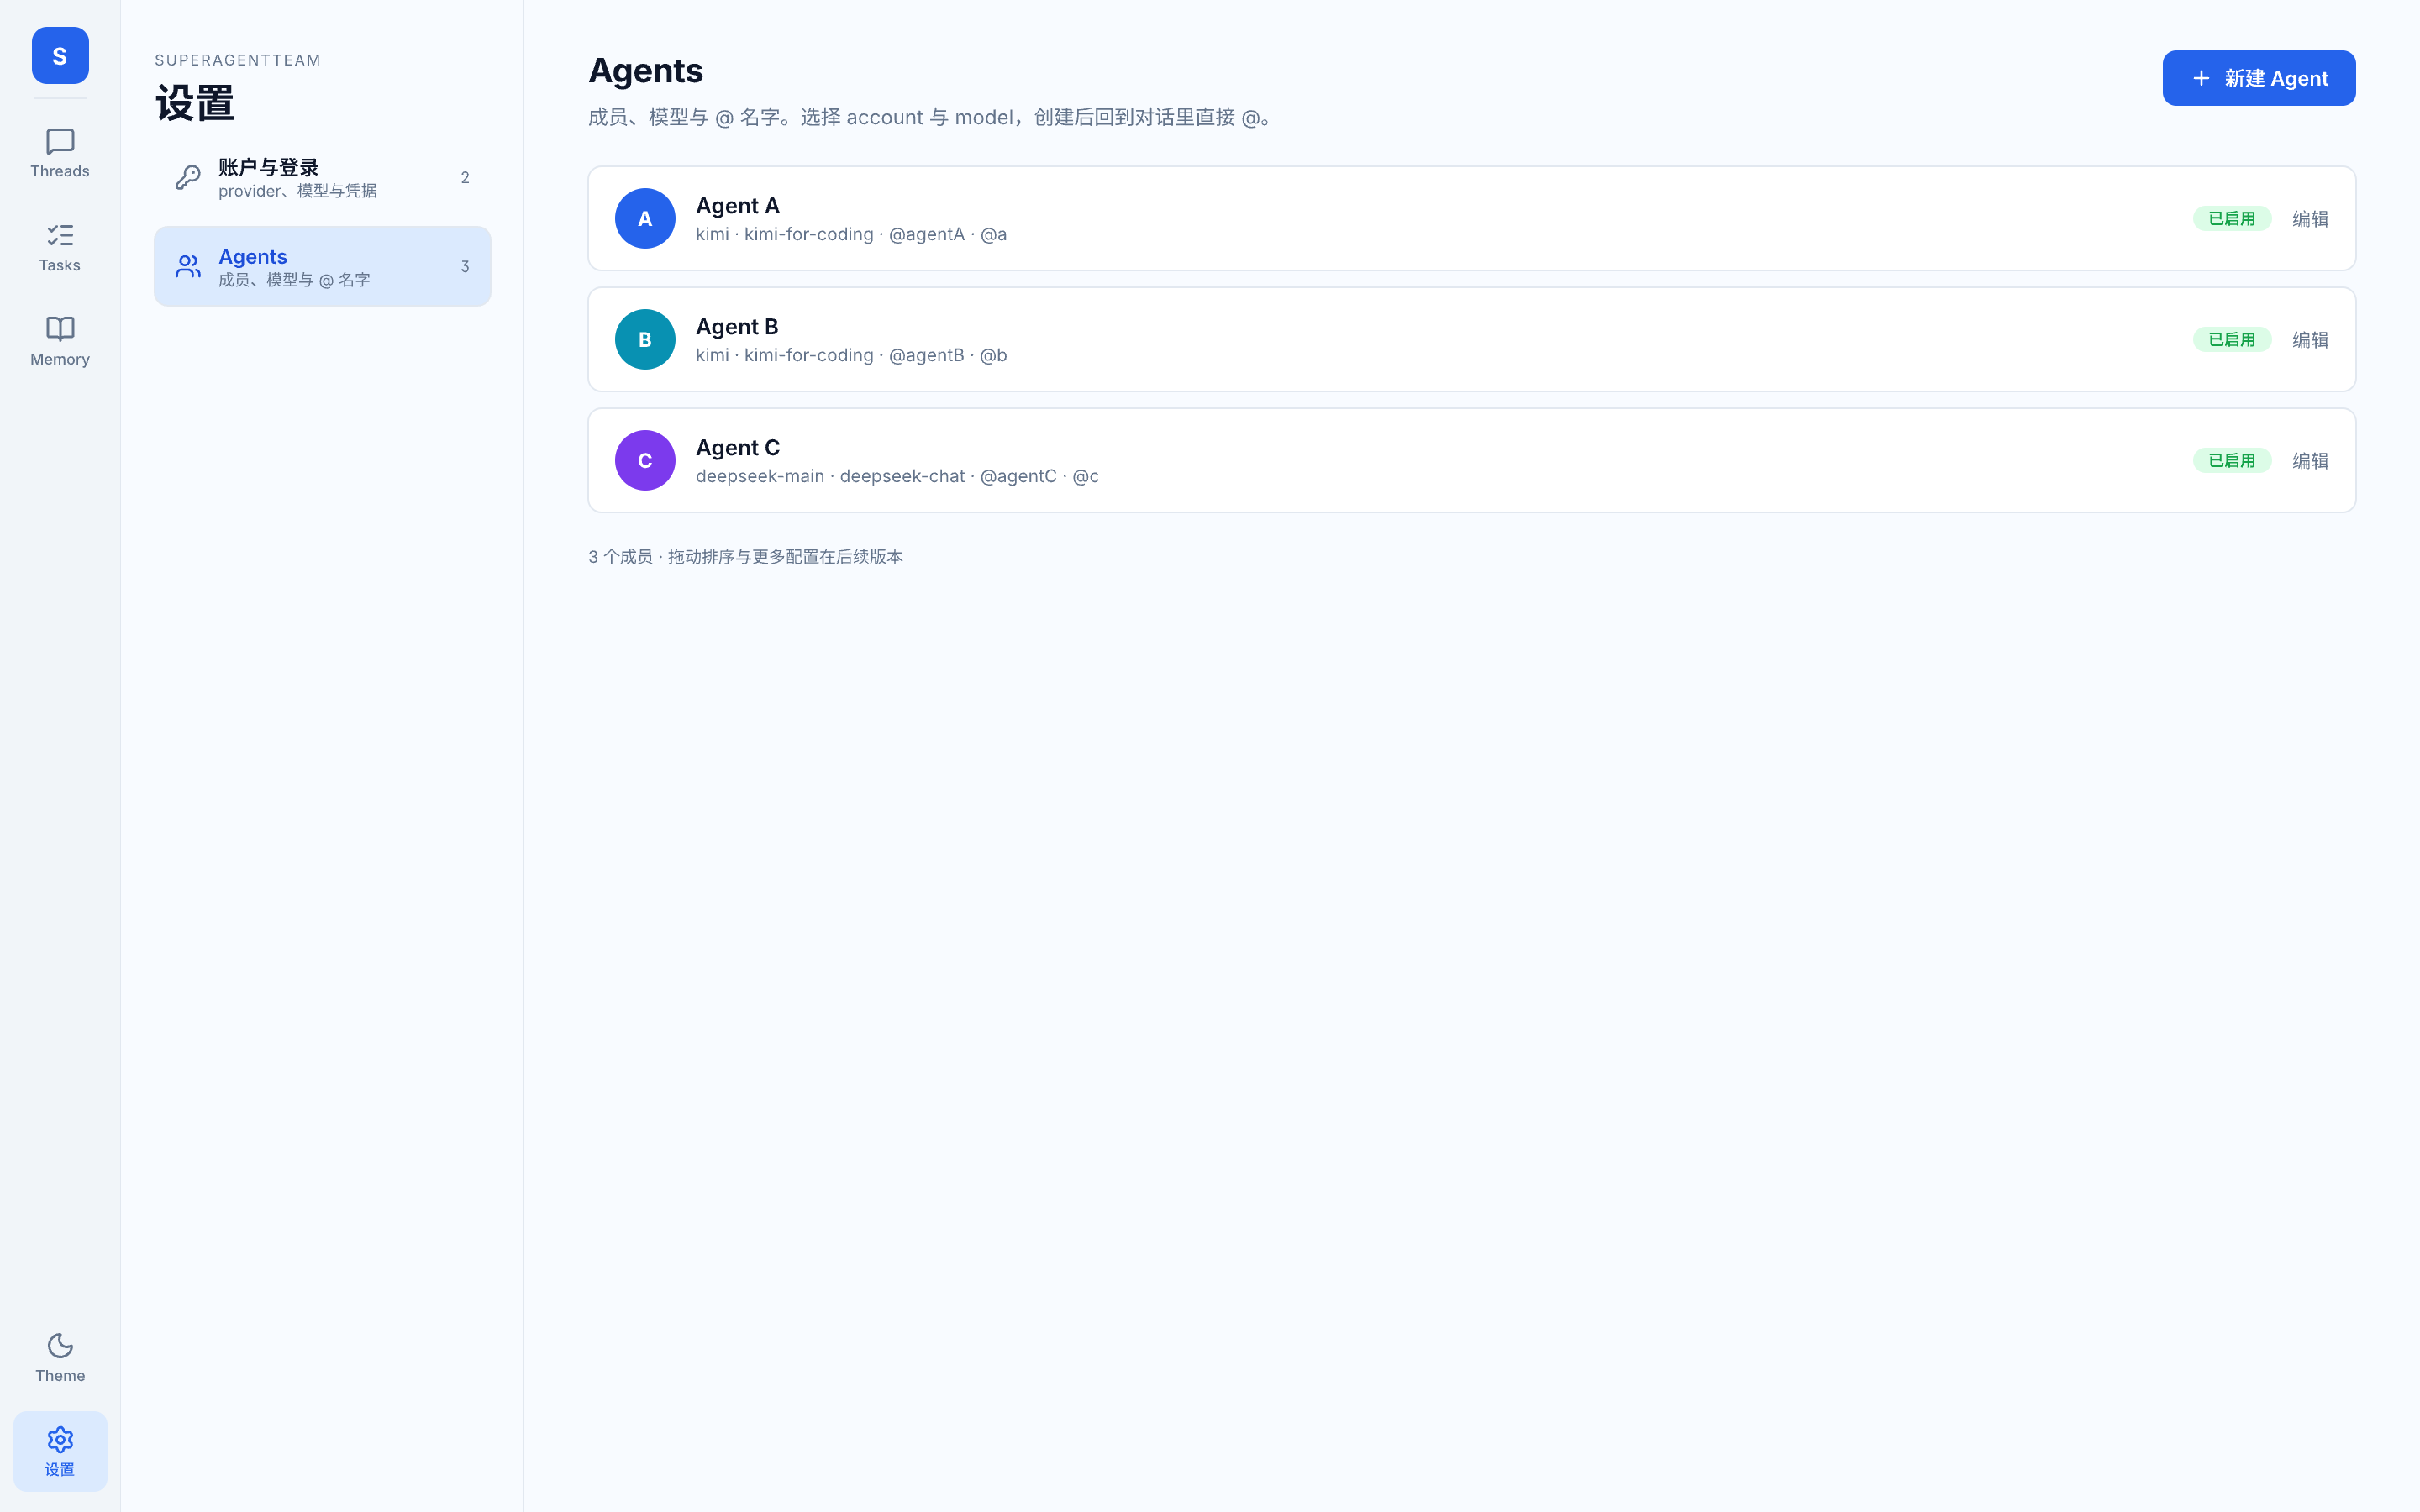 S
Threads
Tasks
Memory
Theme
设置
SUPERAGENTTEAM
设置
账户与登录
provider、模型与凭据
2
Agents
成员、模型与 @ 名字
3
Agents
成员、模型与 @ 名字。选择 account 与 model，创建后回到对话里直接 @。
新建 Agent
A
Agent A
kimi · kimi-for-coding · @agentA · @a
已启用
编辑
B
Agent B
kimi · kimi-for-coding · @agentB · @b
已启用
编辑
C
Agent C
deepseek-main · deepseek-chat · @agentC · @c
已启用
编辑
3 个成员 · 拖动排序与更多配置在后续版本